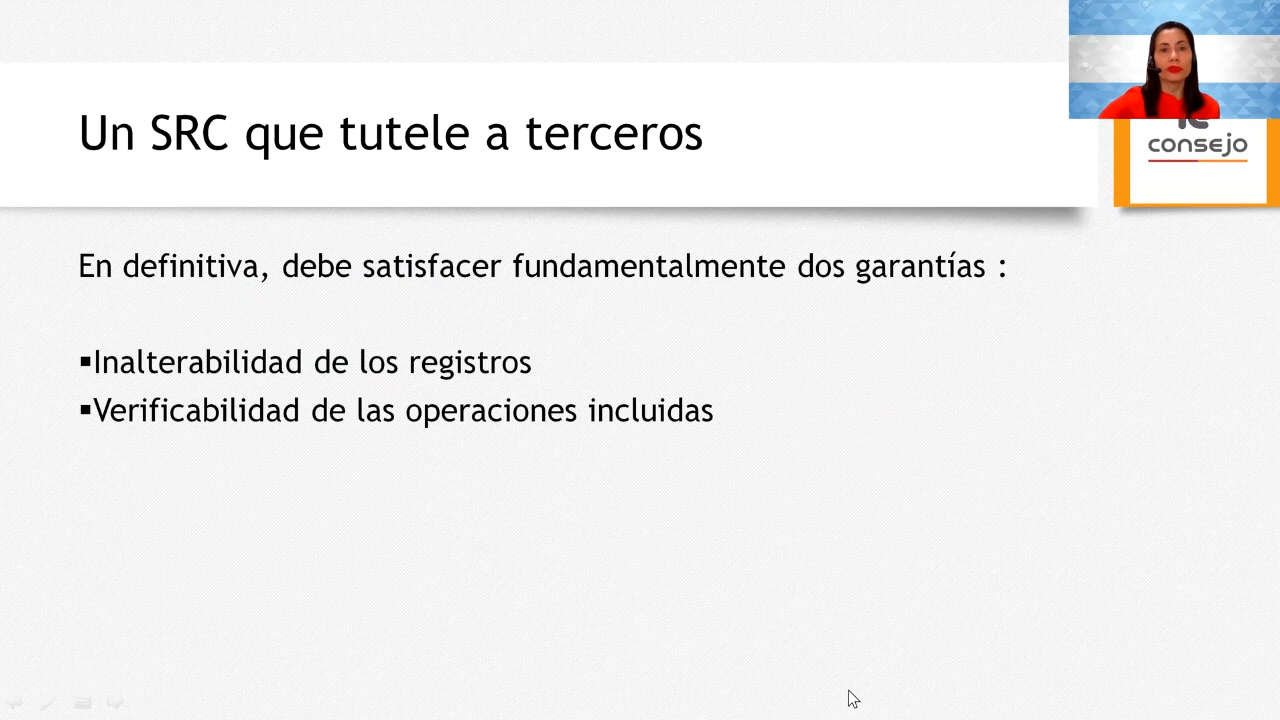 Un SRC que tutele a terceros
consejo
En definitiva, debe satisfacer fundamentalmente dos garantías :
▪Inalterabilidad de los registros
▪Verificabilidad de las operaciones incluidas